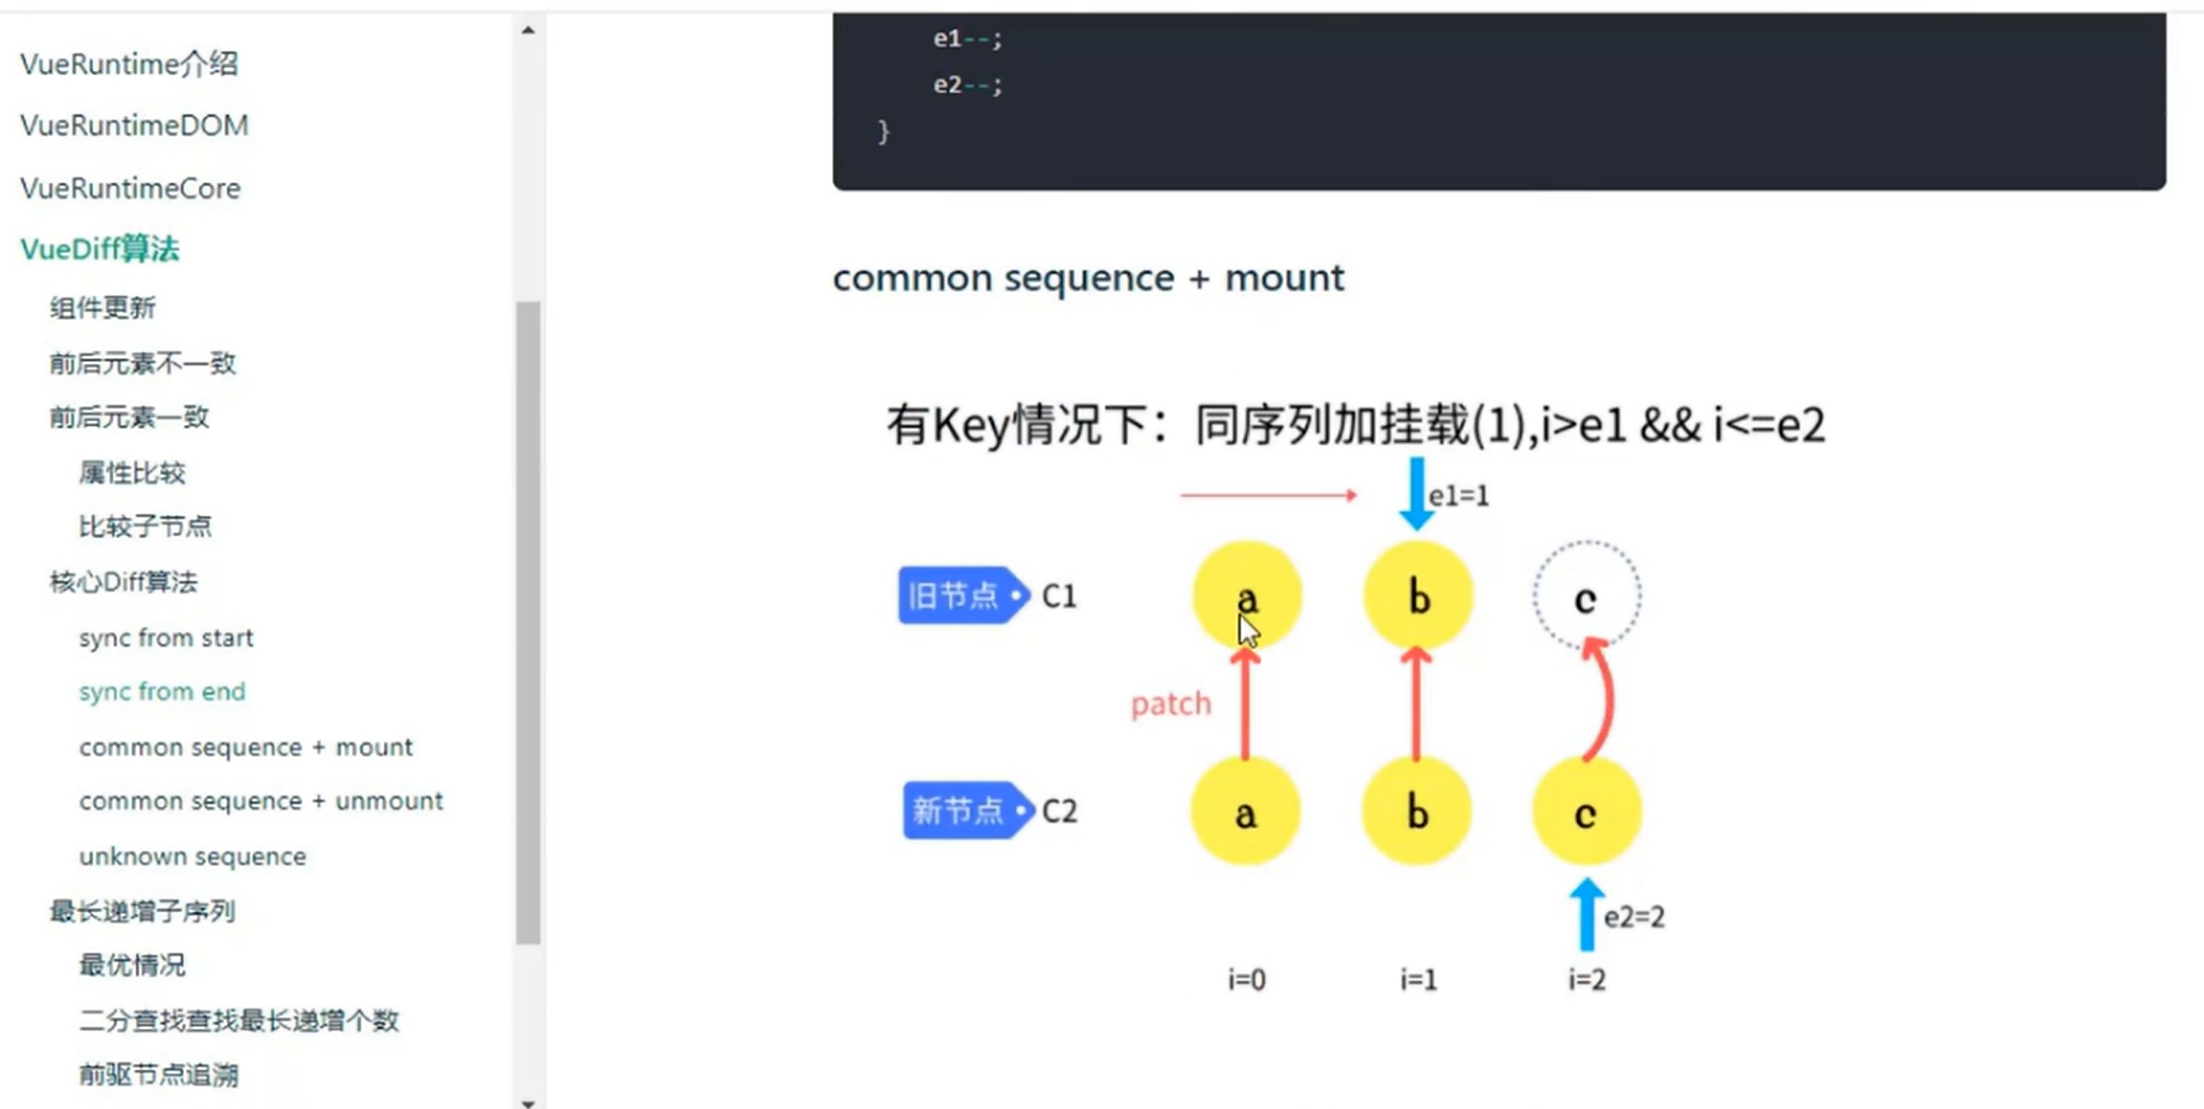 VueRuntime介绍
VueRuntimeDOM
VueRuntimeCore
VueDiff算法
组件更新
前后元素不一致
前后元素一致
属性比较
比较子节点
核心Diff算法
sync from start
sync from end
common sequence + mount
common sequence + unmount
unknown sequence
最长递增子序列
最优情况
二分查找查找最长递增个数
前驱节点追溯
e1--;
e2--;
}
common sequence + mount
有Key情况下：同序列加挂载(1),i>e1 && i<=e2
e1=1
旧节点 C1 a b c
patch
新节点 C2 a b c
e2=2
i=0 i=1 i=2